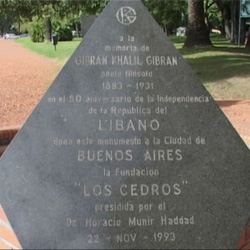 a la
memoria de
GIBRAN KHALIL GIBRAN
poeta filósofo
1883 - 1931
en el 50 aniversario de la Independencia
de la República del
LIBANO
dona este monumento a la Ciudad de
BUENOS AIRES
la Fundación
"LOS CEDROS"
presidida por el
Dr. Horacio Munir Haddad
22 - NOV - 1993